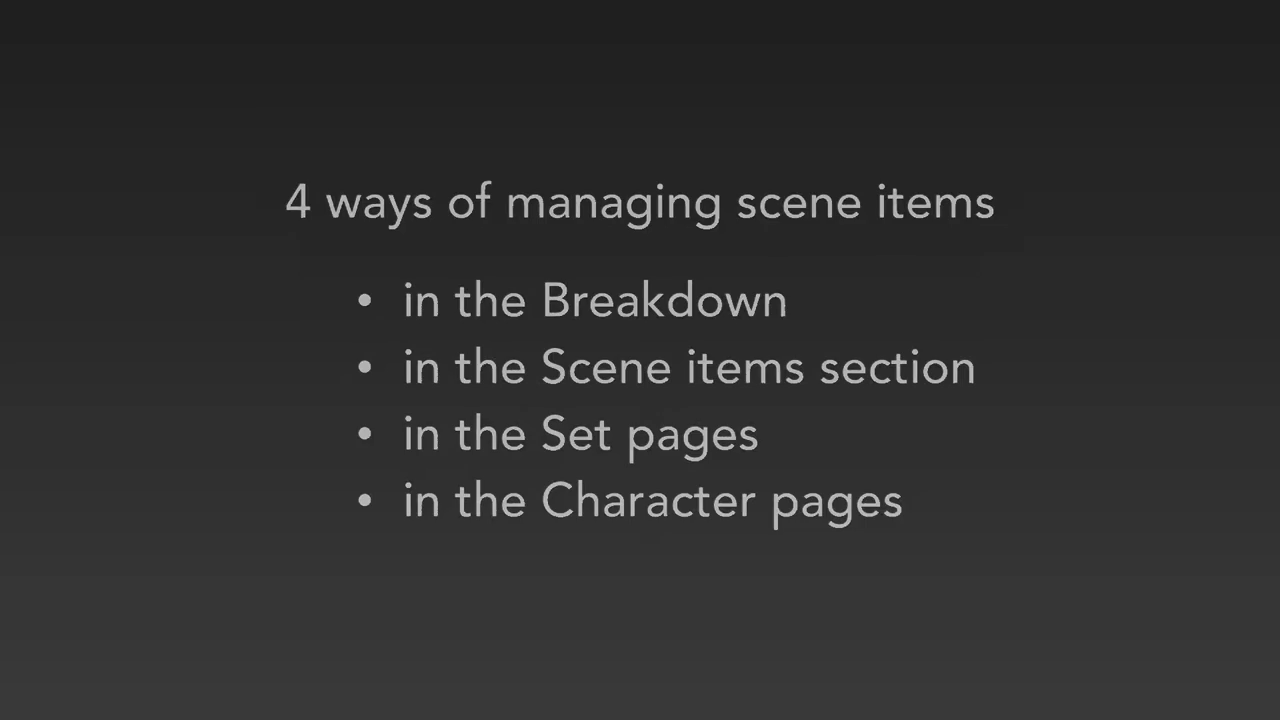 4 ways of managing scene items
• in the Breakdown
• in the Scene items section
• in the Set pages
• in the Character pages